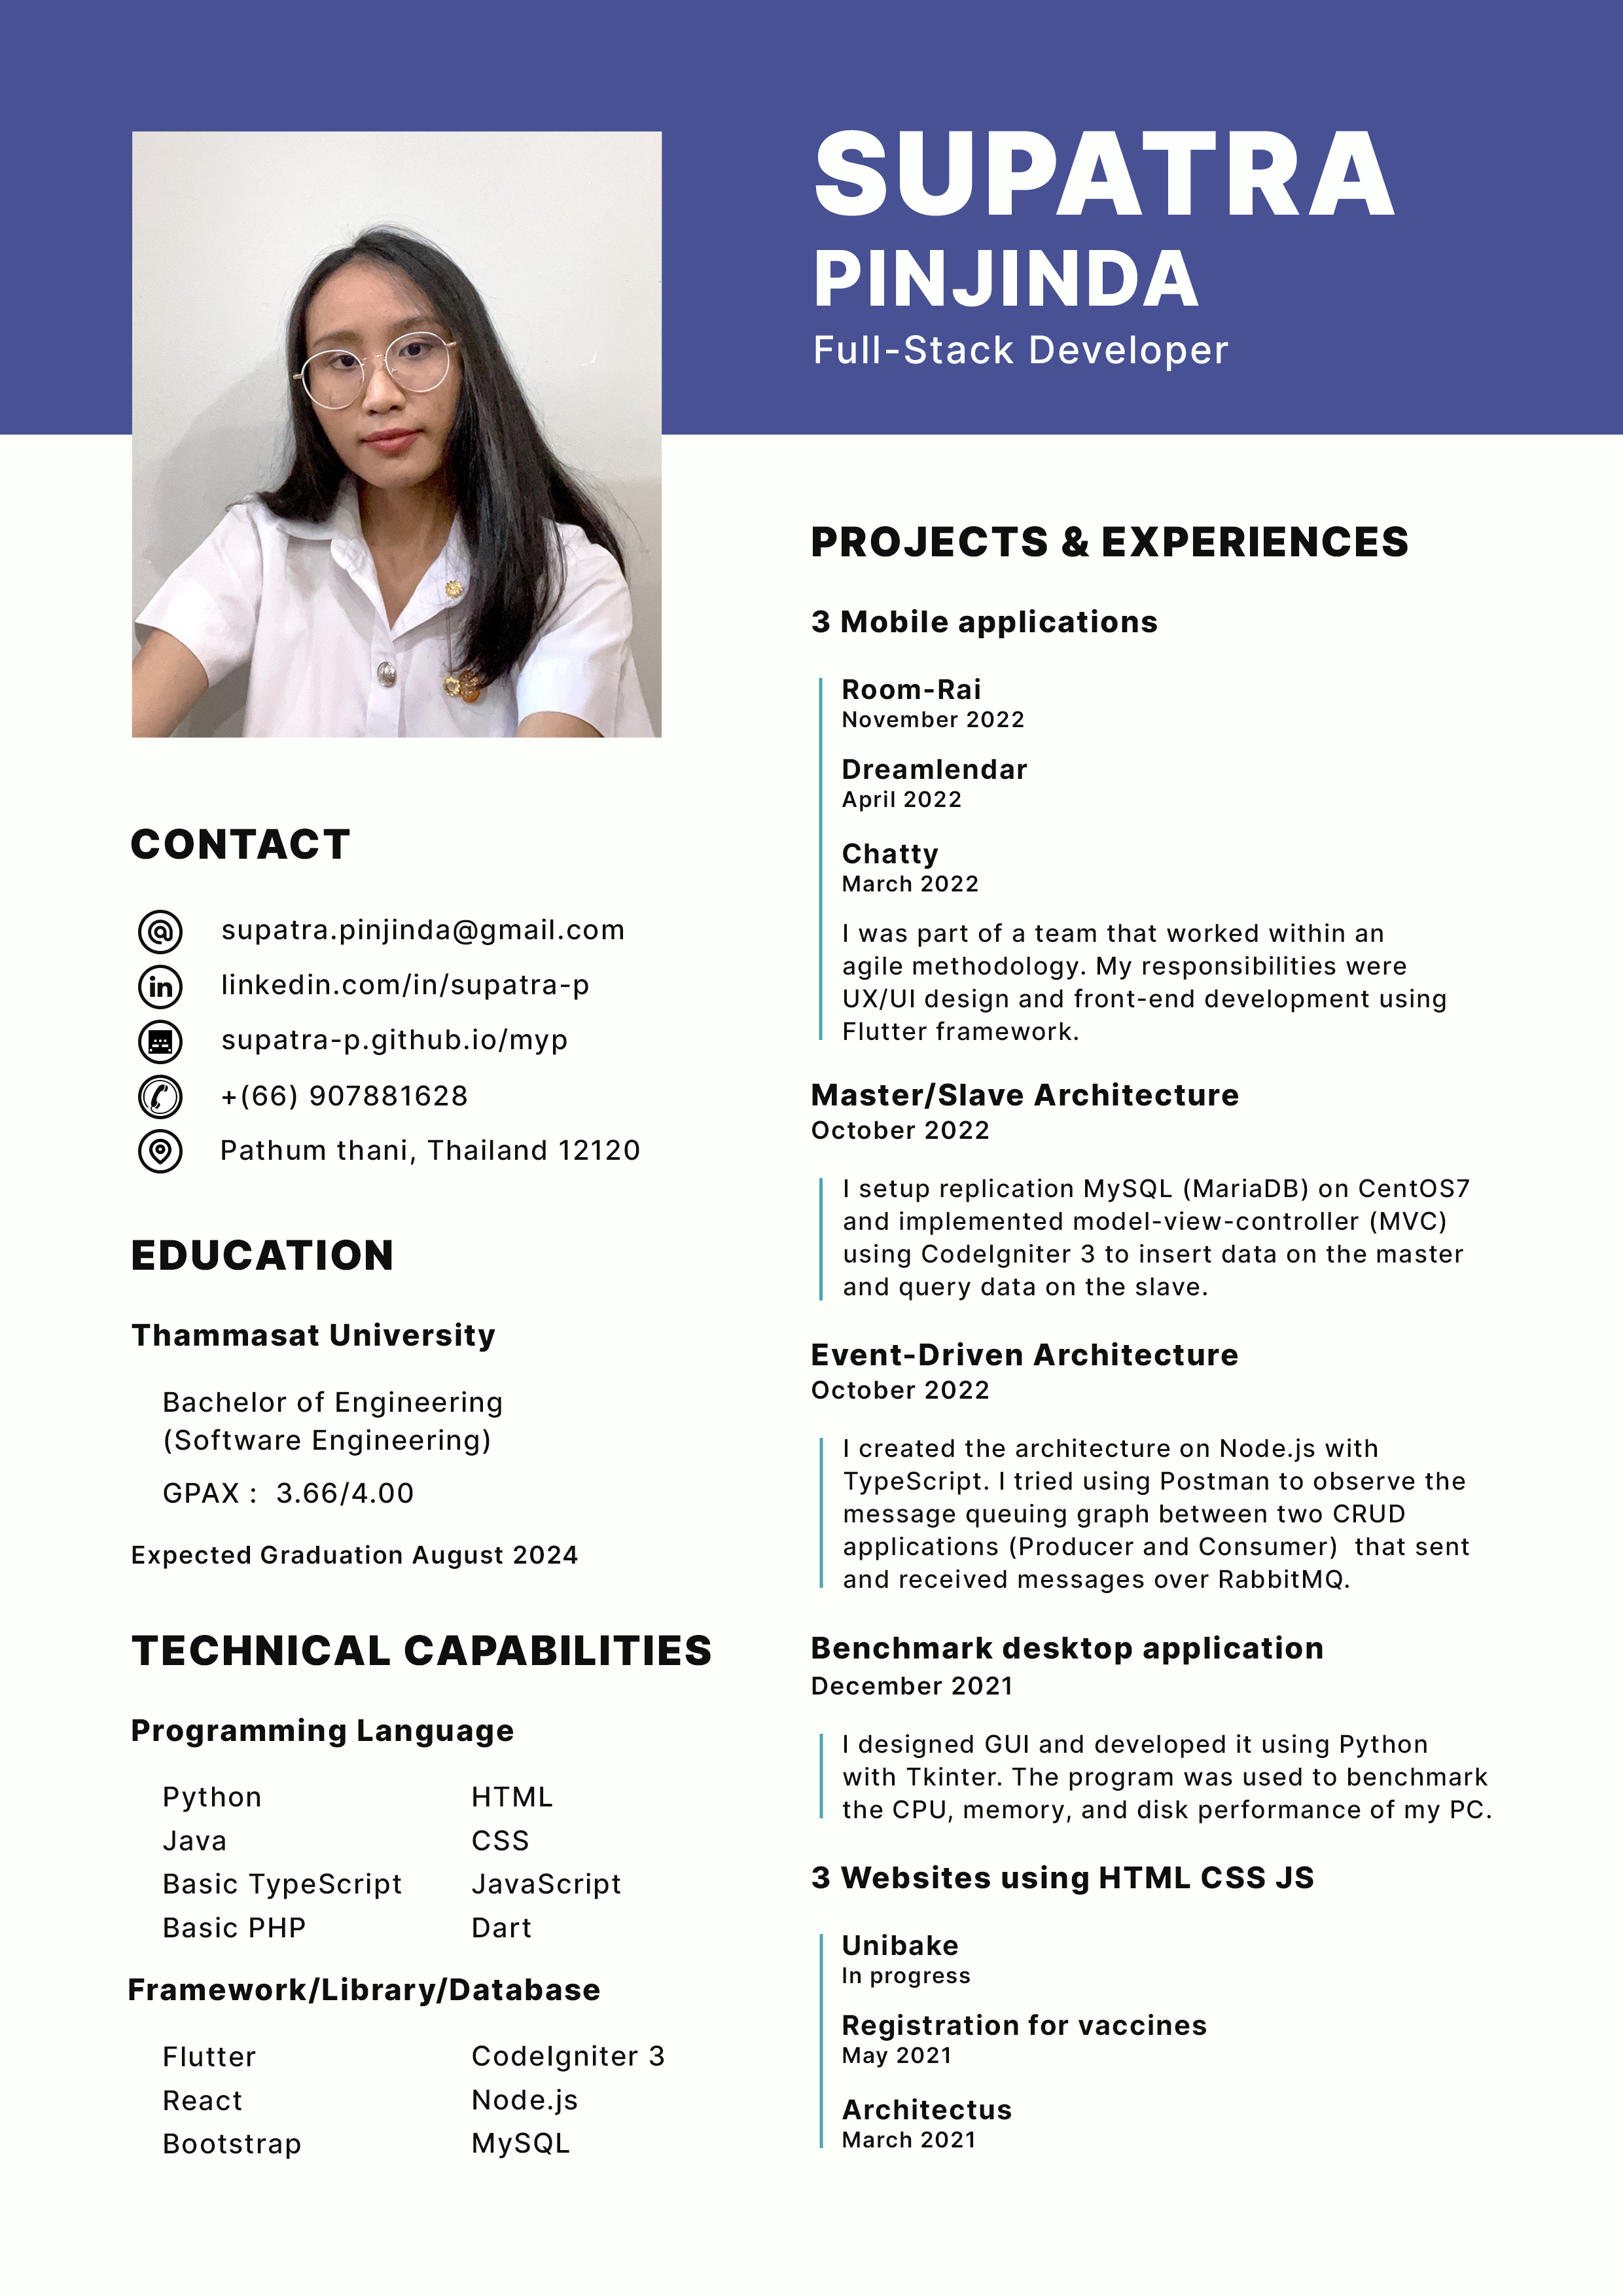 SUPATRA
PINJINDA
Full-Stack Developer
CONTACT
supatra.pinjinda@gmail.com
linkedin.com/in/supatra-p
supatra-p.github.io/myp
+(66) 907881628
Pathum thani, Thailand 12120
EDUCATION
Thammasat University
Bachelor of Engineering
(Software Engineering)
GPAX :  3.66/4.00
Expected Graduation August 2024
TECHNICAL CAPABILITIES
Programming Language
Python
Java
Basic TypeScript
Basic PHP
HTML
CSS
JavaScript
Dart
Framework/Library/Database
Flutter
React
Bootstrap
CodeIgniter 3
Node.js
MySQL
PROJECTS & EXPERIENCES
3 Mobile applications
Room-Rai
November 2022
Dreamlendar
April 2022
Chatty
March 2022
I was part of a team that worked within an
agile methodology. My responsibilities were
UX/UI design and front-end development using
Flutter framework.
Master/Slave Architecture
October 2022
I setup replication MySQL (MariaDB) on CentOS7
and implemented model-view-controller (MVC)
using CodeIgniter 3 to insert data on the master
and query data on the slave.
Event-Driven Architecture
October 2022
I created the architecture on Node.js with
TypeScript. I tried using Postman to observe the
message queuing graph between two CRUD
applications (Producer and Consumer)  that sent
and received messages over RabbitMQ.
Benchmark desktop application
December 2021
I designed GUI and developed it using Python
with Tkinter. The program was used to benchmark
the CPU, memory, and disk performance of my PC.
3 Websites using HTML CSS JS
Unibake
In progress
Registration for vaccines
May 2021
Architectus
March 2021